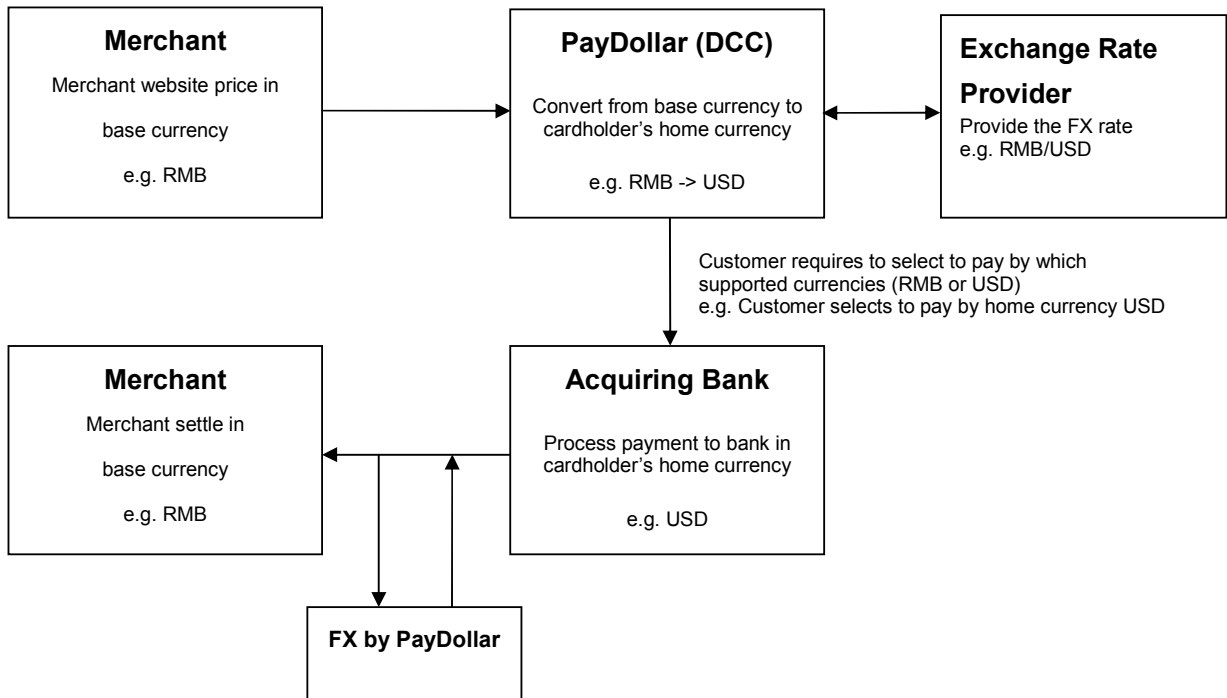 Merchant
Merchant website price in
base currency
e.g. RMB
PayDollar (DCC)
Convert from base currency to
cardholder's home currency
e.g. RMB -> USD
Exchange Rate
Provider
Provide the FX rate
e.g. RMB/USD
Customer requires to select to pay by which
supported currencies (RMB or USD)
e.g. Customer selects to pay by home currency USD
Merchant
Merchant settle in
base currency
e.g. RMB
Acquiring Bank
Process payment to bank in
cardholder's home currency
e.g. USD
FX by PayDollar